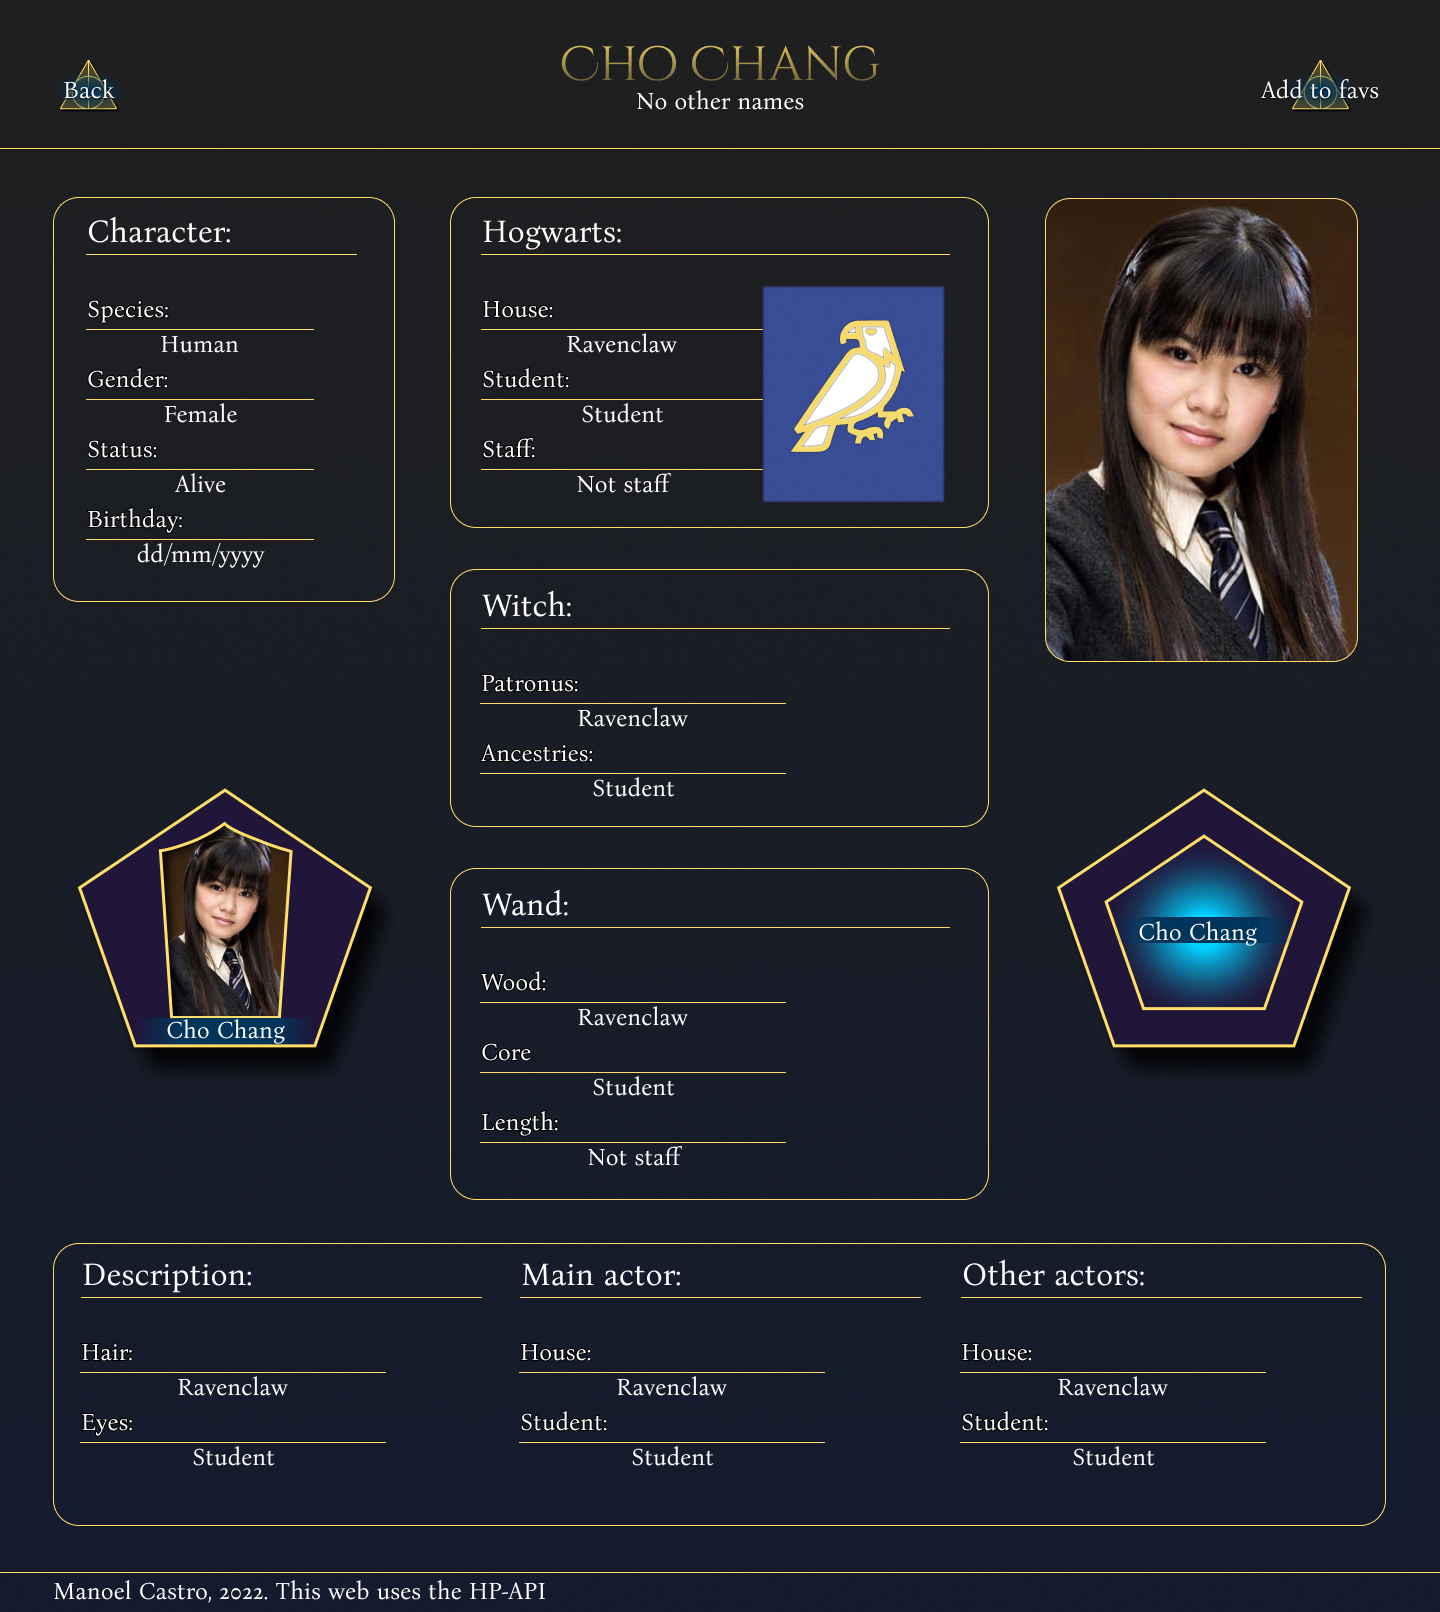 Back
CHO CHANG
No other names
Add to favs
Character:
Species:
Human
Gender:
Female
Status:
Alive
Birthday:
dd/mm/yyyy
Hogwarts:
House:
Ravenclaw
Student:
Student
Staff:
Not staff
Witch:
Patronus:
Ravenclaw
Ancestries:
Student
Cho Chang
Wand:
Wood:
Ravenclaw
Core
Student
Length:
Not staff
Cho Chang
Description:
Hair:
Ravenclaw
Eyes:
Student
Main actor:
House:
Ravenclaw
Student:
Student
Other actors:
House:
Ravenclaw
Student:
Student
Manoel Castro, 2022. This web uses the HP-API